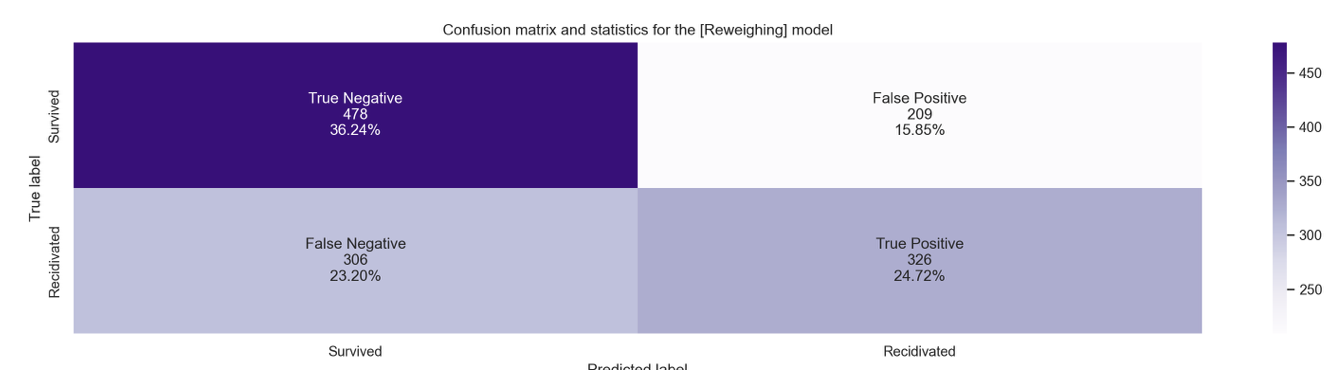 Confusion matrix and statistics for the [Reweighing] model
True label
Survived
True Negative
478
36.24%
False Positive
209
15.85%
Recidivated
False Negative
306
23.20%
True Positive
326
24.72%
Survived
Recidivated
Predicted label
450
400
350
300
250